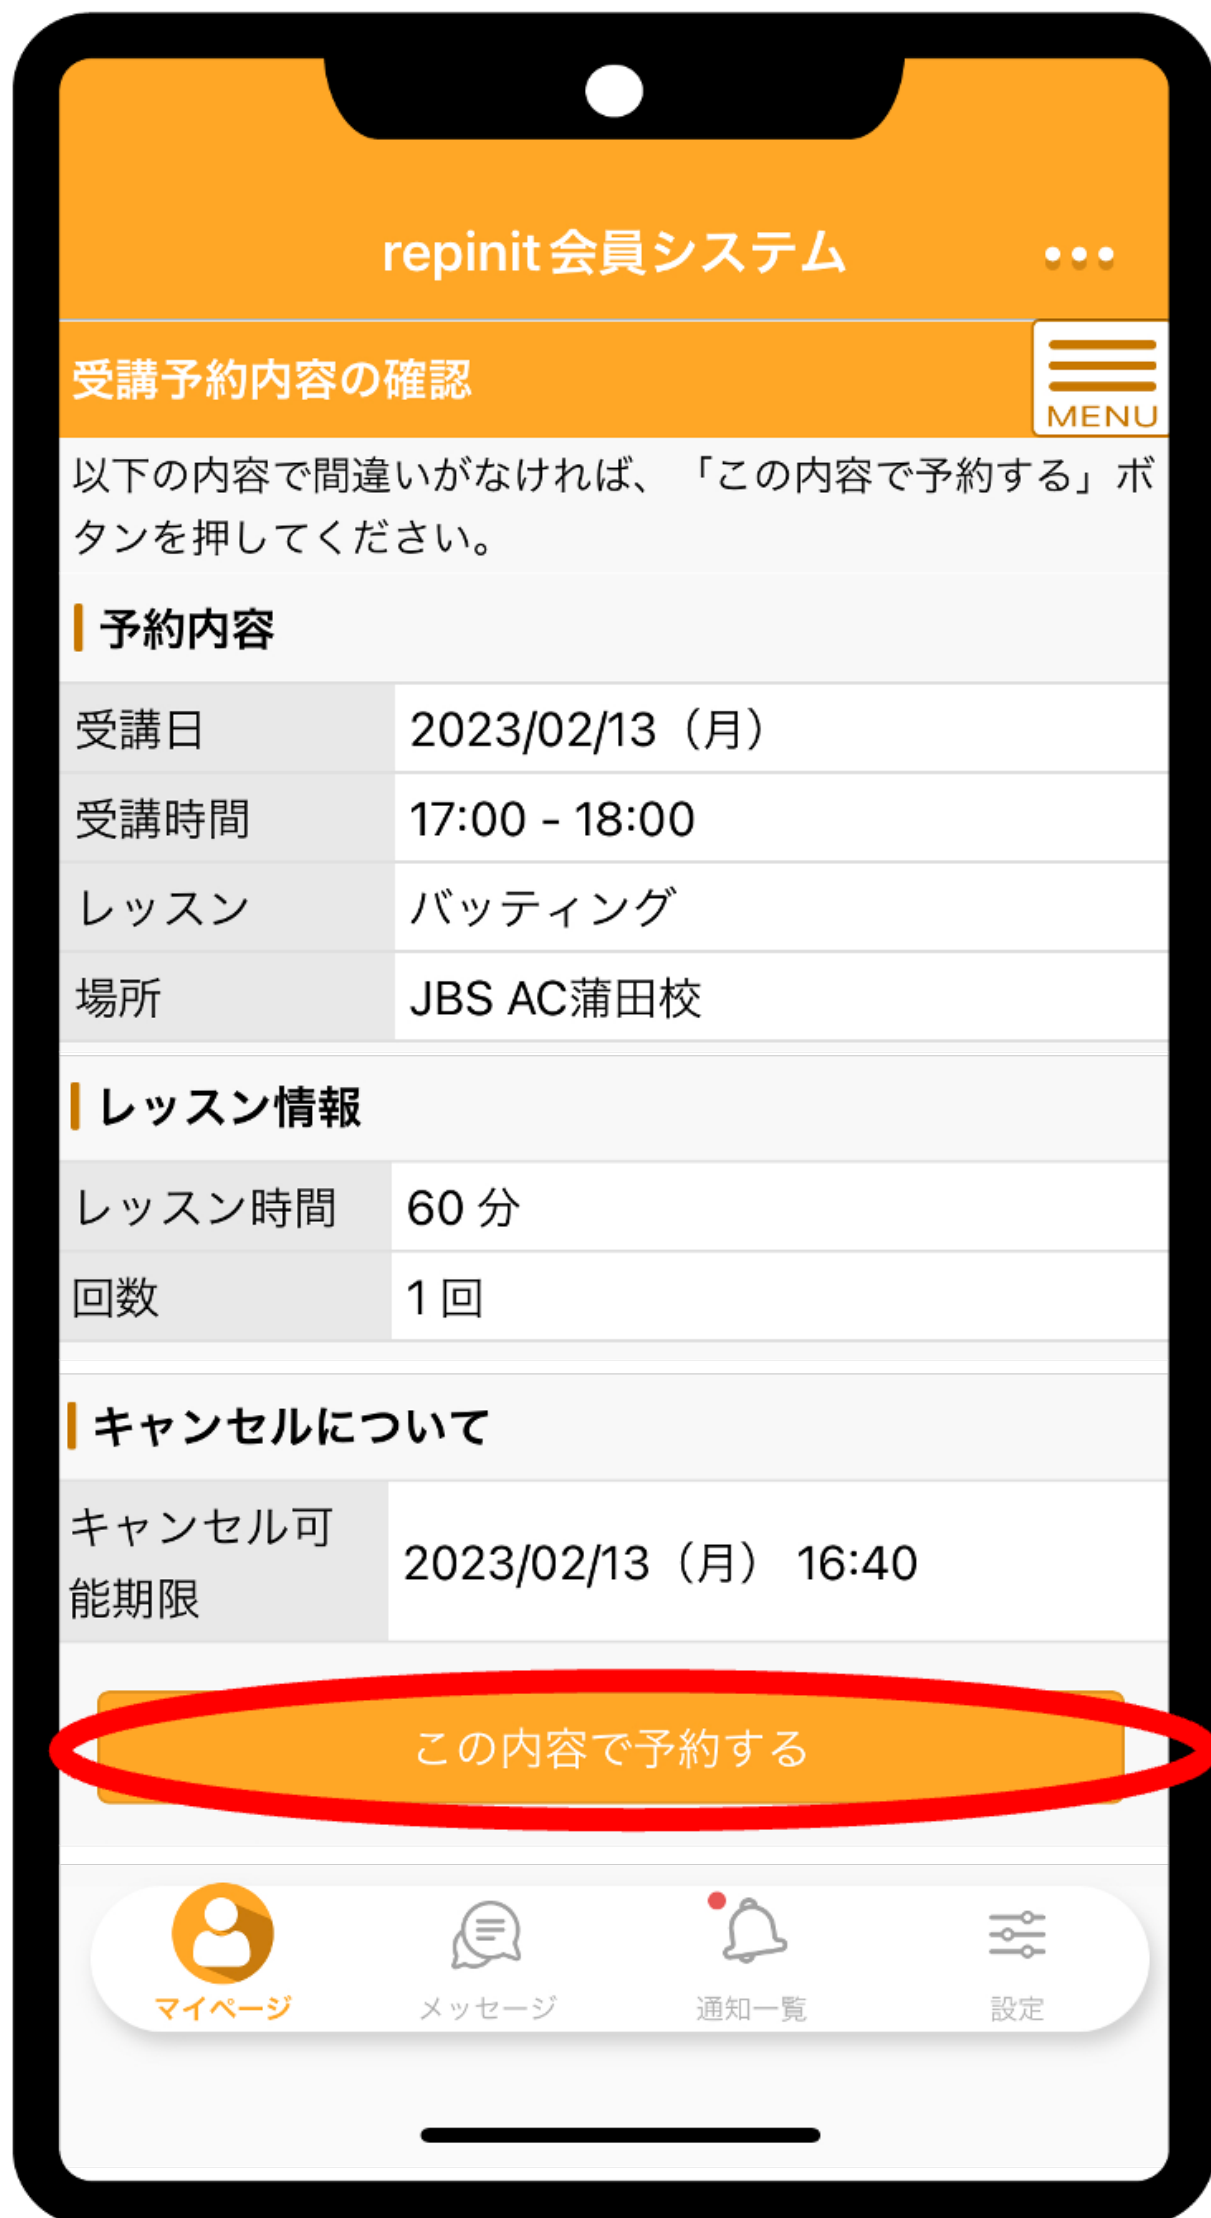 repinit会員システム
受講予約内容の確認
MENU
以下の内容で間違いがなければ、「この内容で予約する」ボ
タンを押してください。
予約内容
受講日 2023/02/13（月）
受講時間 17:00 - 18:00
レッスン バッティング
場所 JBS AC蒲田校
レッスン情報
レッスン時間 60 分
回数 1 回
キャンセルについて
キャンセル可
能期限 2023/02/13（月） 16:40
この内容で予約する
マイページ メッセージ 通知一覧 設定